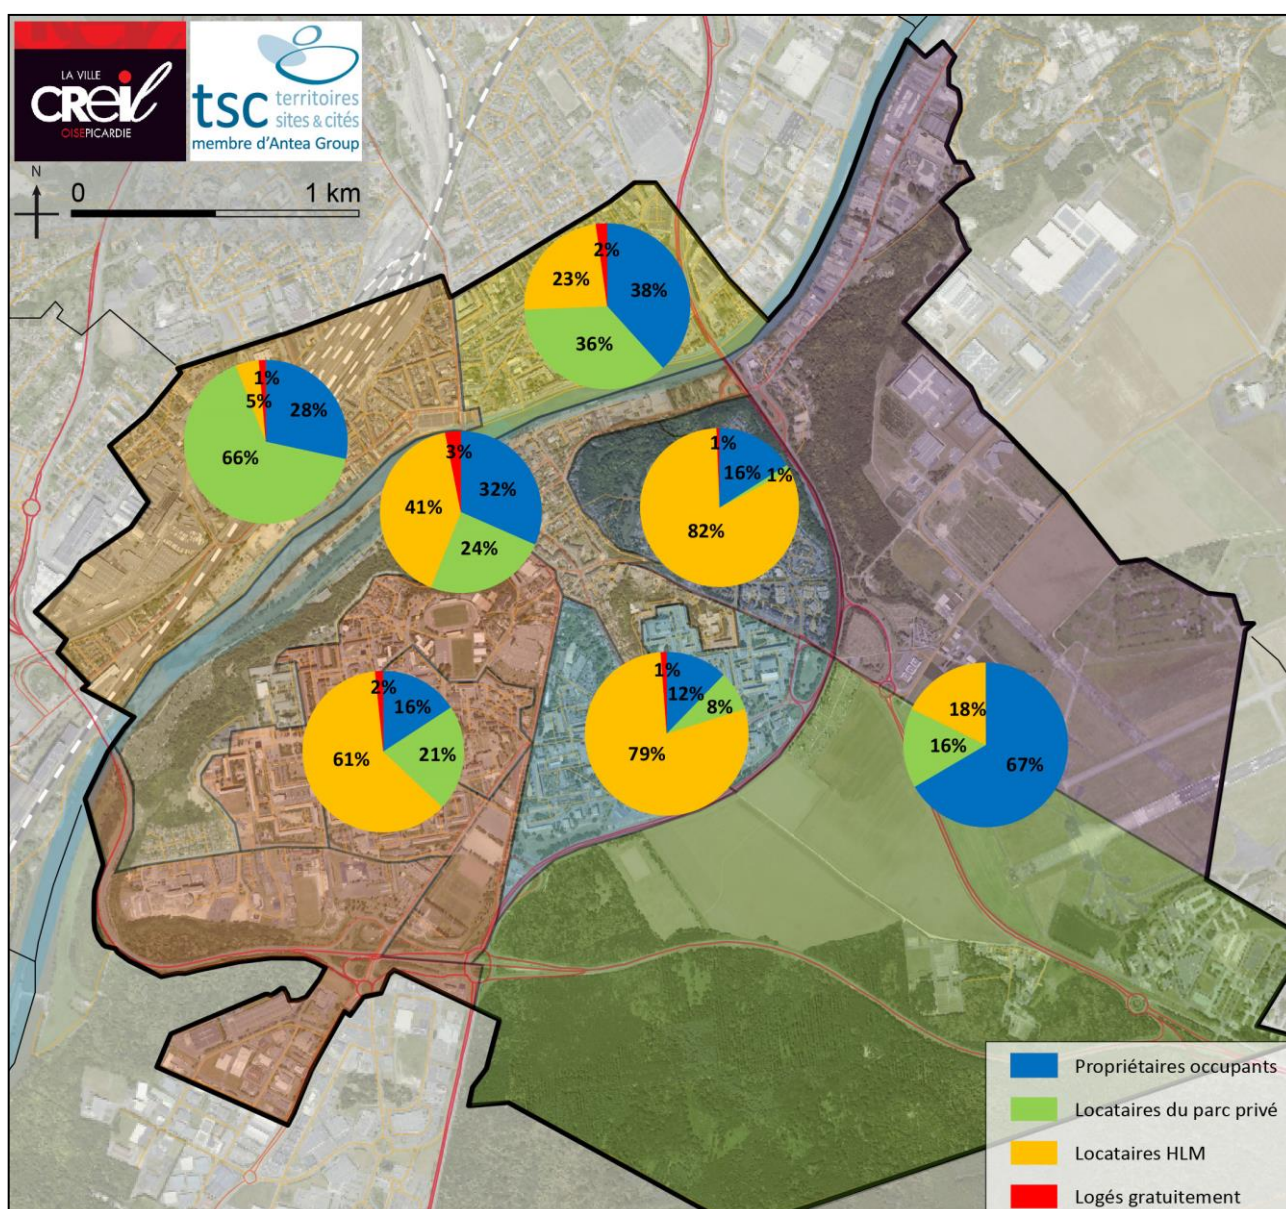 LA VILLE
CREil
OISEPICARDIE
tsc territoires
sites & cités
membre d'Antea Group
N
0 1 km
2%
38%
23%
36%
1%
5%
28%
66%
3%
32%
41%
24%
1%
16%
1%
82%
2%
16%
61%
21%
1%
12%
8%
79%
18%
16%
67%
Propriétaires occupants
Locataires du parc privé
Locataires HLM
Logés gratuitement